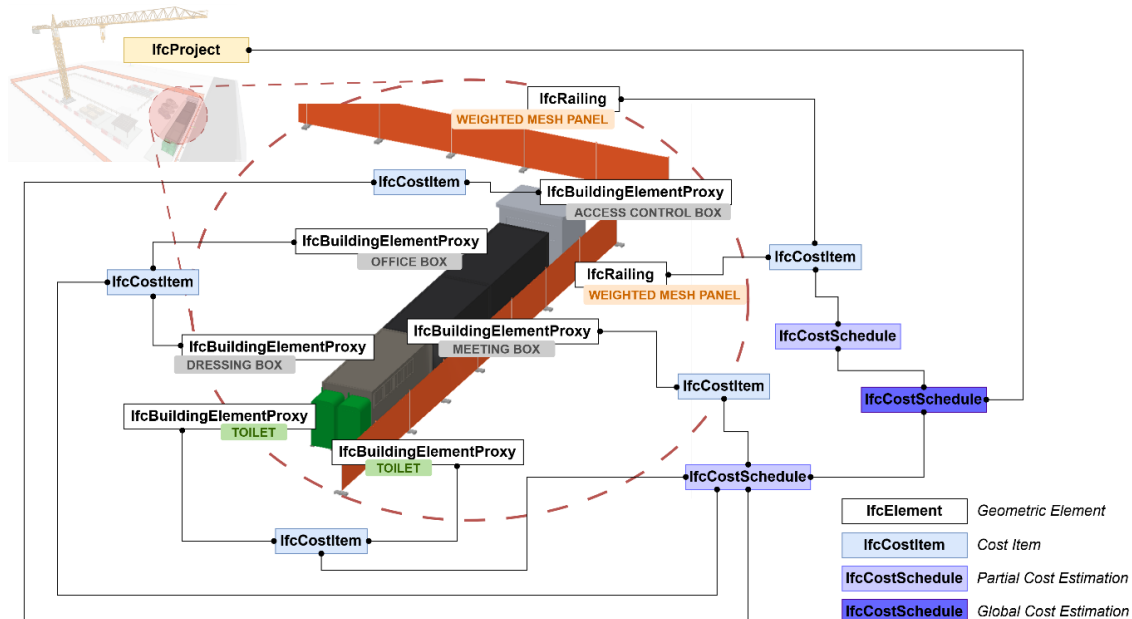 IfcProject
IfcRailing
WEIGHTED MESH PANEL
IfcCostItem
IfcBuildingElementProxy
ACCESS CONTROL BOX
IfcBuildingElementProxy
OFFICE BOX
IfcCostItem
IfcRailing
WEIGHTED MESH PANEL
IfcCostItem
IfcBuildingElementProxy
MEETING BOX
IfcCostSchedule
IfcBuildingElementProxy
DRESSING BOX
IfcCostItem
IfcCostSchedule
IfcBuildingElementProxy
TOILET
IfcBuildingElementProxy
TOILET
IfcCostSchedule
IfcCostItem
IfcElement Geometric Element
IfcCostItem Cost Item
IfcCostSchedule Partial Cost Estimation
IfcCostSchedule Global Cost Estimation